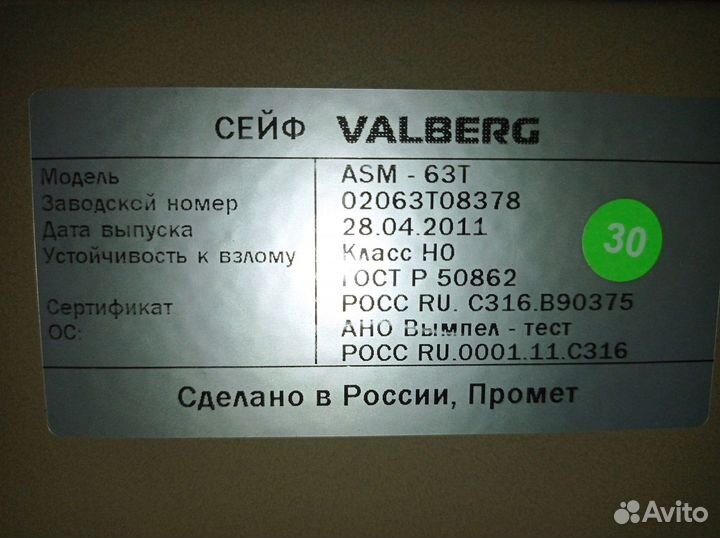 СЕЙФ VALBERG
Модель ASM - 63T
Заводской номер 02063T08378
Дата выпуска 28.04.2011
Устойчивость к взлому Класс Н0
ГОСТ Р 50862
Сертификат РОСС RU. С316.В90375
ОС: АНО Вымпел - тест
РОСС RU.0001.11.С316
Сделано в России, Промет
30
Avito